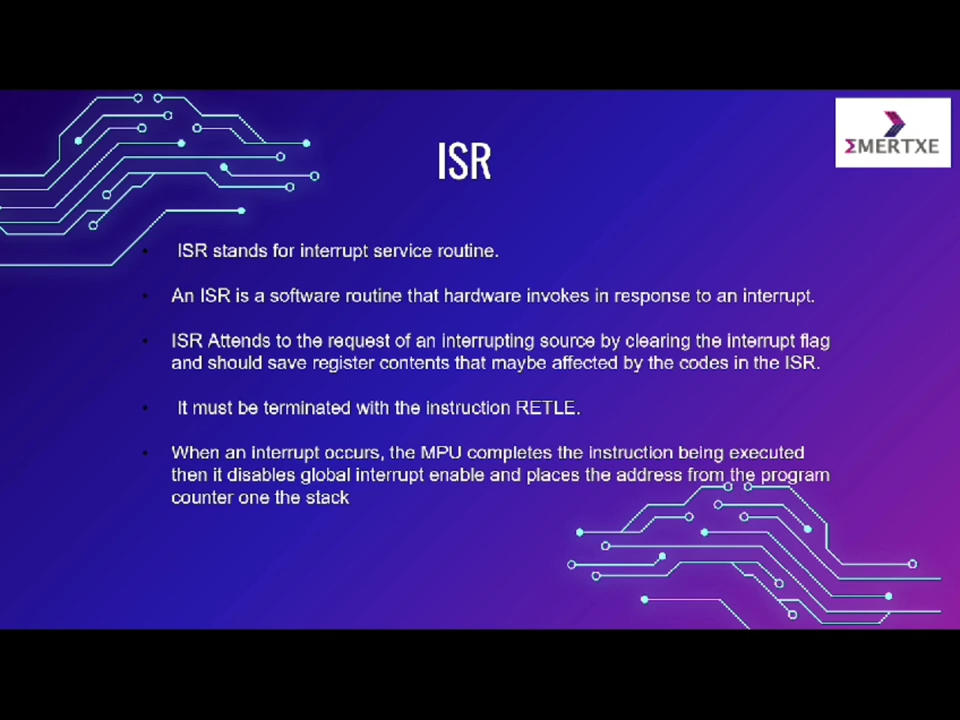 ΣMERTXE
ISR
• ISR stands for interrupt service routine.
• An ISR is a software routine that hardware invokes in response to an interrupt.
• ISR Attends to the request of an interrupting source by clearing the interrupt flag
and should save register contents that maybe affected by the codes in the ISR.
• It must be terminated with the instruction RETLE.
• When an interrupt occurs, the MPU completes the instruction being executed
then it disables global interrupt enable and places the address from the program
counter one the stack